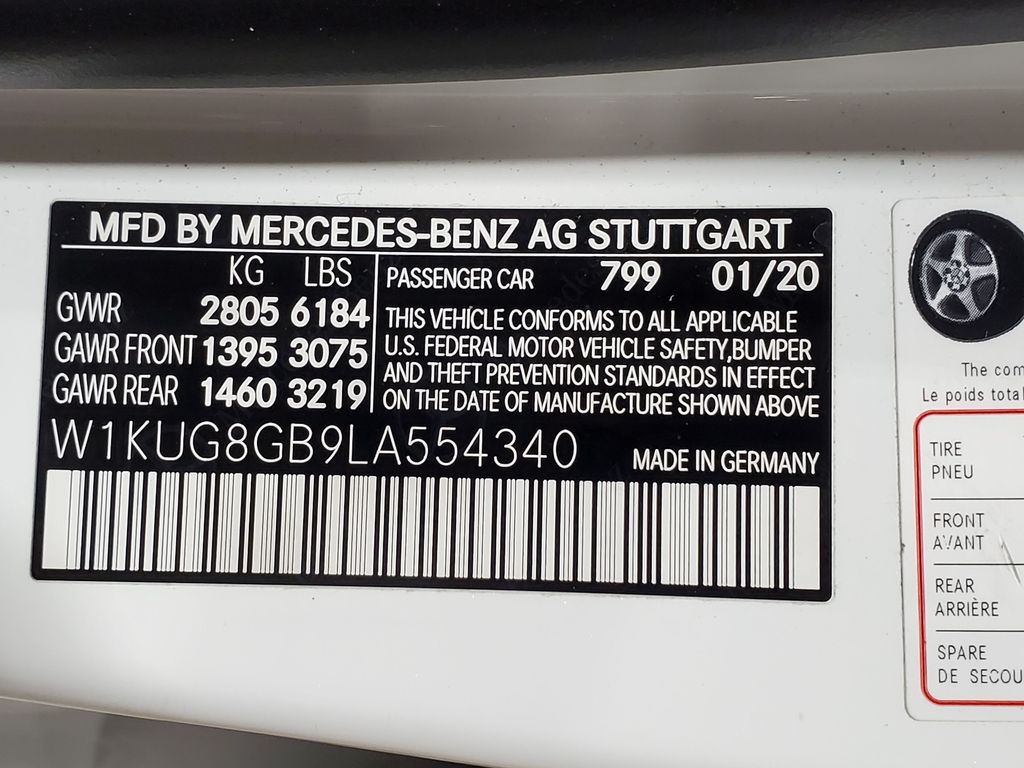 MFD BY MERCEDES-BENZ AG STUTTGART
KG LBS
GVWR 2805 6184
GAWR FRONT 1395 3075
GAWR REAR 1460 3219
PASSENGER CAR 799 01/20
THIS VEHICLE CONFORMS TO ALL APPLICABLE
U.S. FEDERAL MOTOR VEHICLE SAFETY,BUMPER
AND THEFT PREVENTION STANDARDS IN EFFECT
ON THE DATE OF MANUFACTURE SHOWN ABOVE
W1KUG8GB9LA554340
MADE IN GERMANY
The com
Le poids total
TIRE
PNEU
FRONT
AVANT
REAR
ARRIÈRE
SPARE
DE SECOU